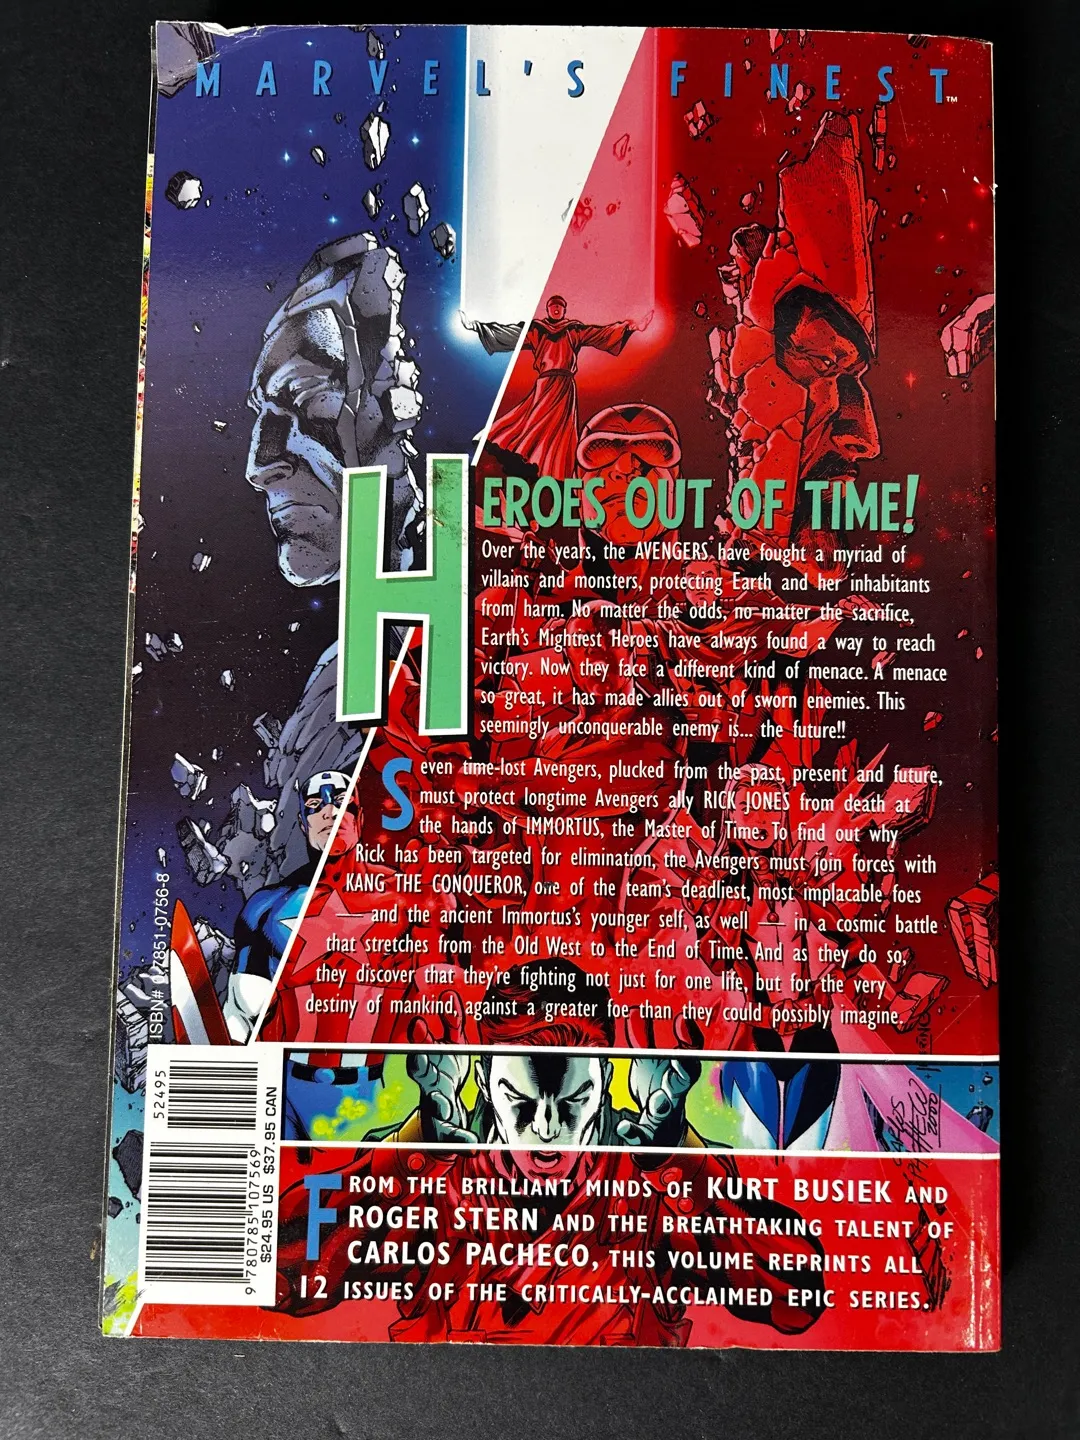 MARVEL'S FINEST™
HEROES OUT OF TIME!
Over the years, the AVENGERS have fought a myriad of
villains and monsters, protecting Earth and her inhabitants
from harm. No matter the odds, no matter the sacrifice,
Earth's Mightiest Heroes have always found a way to reach
victory. Now they face a different kind of menace. A menace
so great, it has made allies out of sworn enemies. This
seemingly unconquerable enemy is... the future!!
Seven time-lost Avengers, plucked from the past, present and future,
must protect longtime Avengers ally RICK JONES from death at
the hands of IMMORTUS, the Master of Time. To find out why
Rick has been targeted for elimination, the Avengers must join forces with
KANG THE CONQUEROR, one of the team's deadliest, most implacable foes
— and the ancient Immortus's younger self, as well — in a cosmic battle
that stretches from the Old West to the End of Time. And as they do so,
they discover that they're fighting not just for one life, but for the very
destiny of mankind, against a greater foe than they could possibly imagine.
ISBN# 0-7851-0756-8
52495
9 780785 107569
$24.95 US $37.95 CAN
CARLOS
PACHECO
2000
FROM THE BRILLIANT MINDS OF KURT BUSIEK AND
ROGER STERN AND THE BREATHTAKING TALENT OF
CARLOS PACHECO, THIS VOLUME REPRINTS ALL
12 ISSUES OF THE CRITICALLY-ACCLAIMED EPIC SERIES.